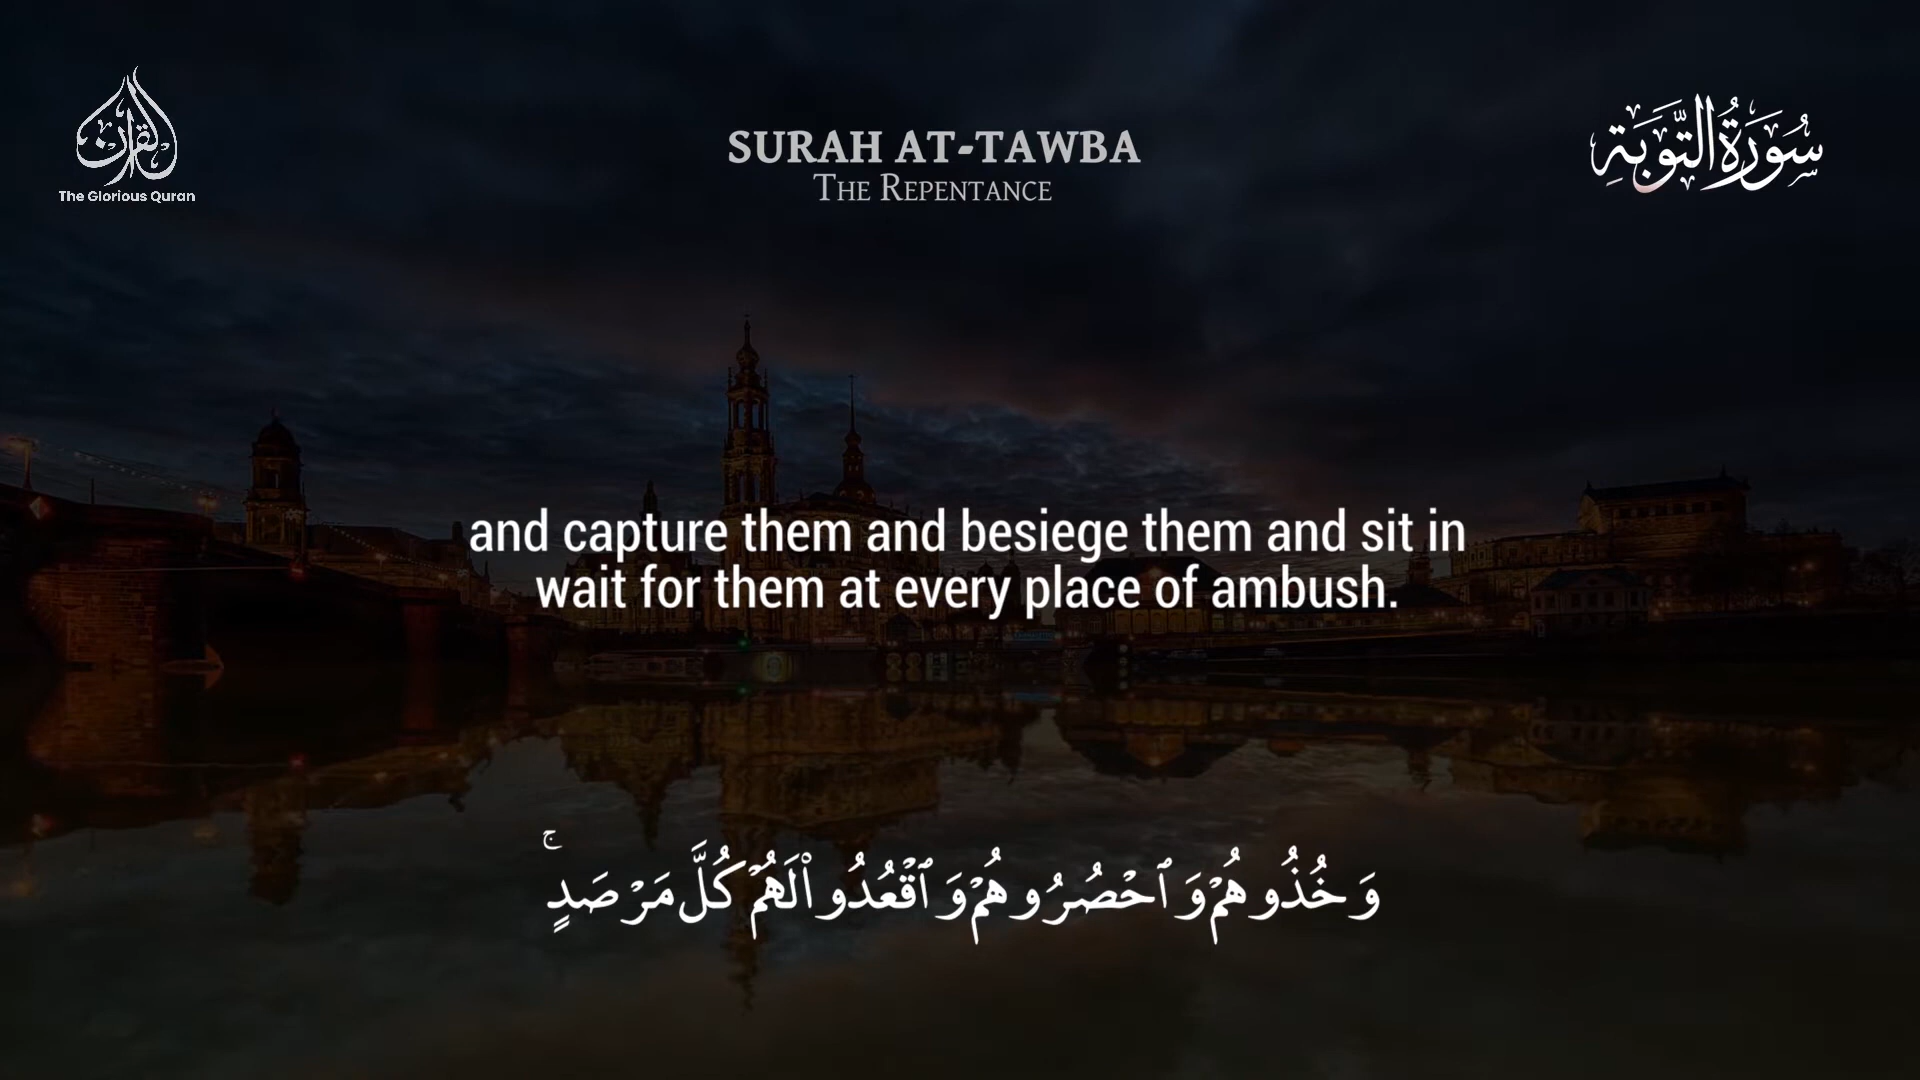 القرآن
The Glorious Quran
SURAH AT-TAWBA
THE REPENTANCE
سُورَةُ التَّوبَةِ
and capture them and besiege them and sit in
wait for them at every place of ambush.
وَخُذُوهُمْ وَٱحْصُرُوهُمْ وَٱقْعُدُوا۟ لَهُمْ كُلَّ مَرْصَدٍ ۚ